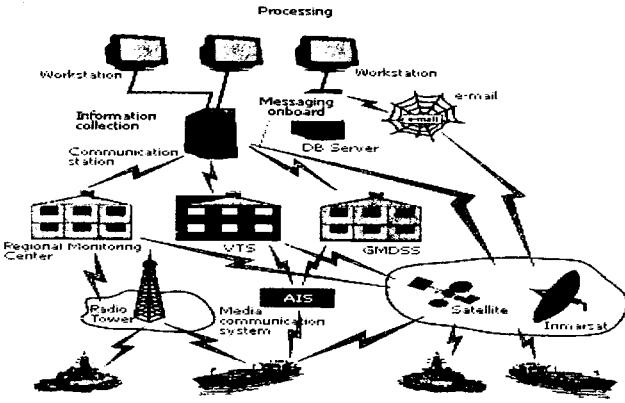 Processing
Workstation
Workstation
e-mail
e-mail
Information
collection
Messaging
onboard
DB Server
Communication
station
Regional Monitoring
Center
VTS
GMDSS
AIS
Radio
Tower
Media
communication
system
Satellite
Inmarsat